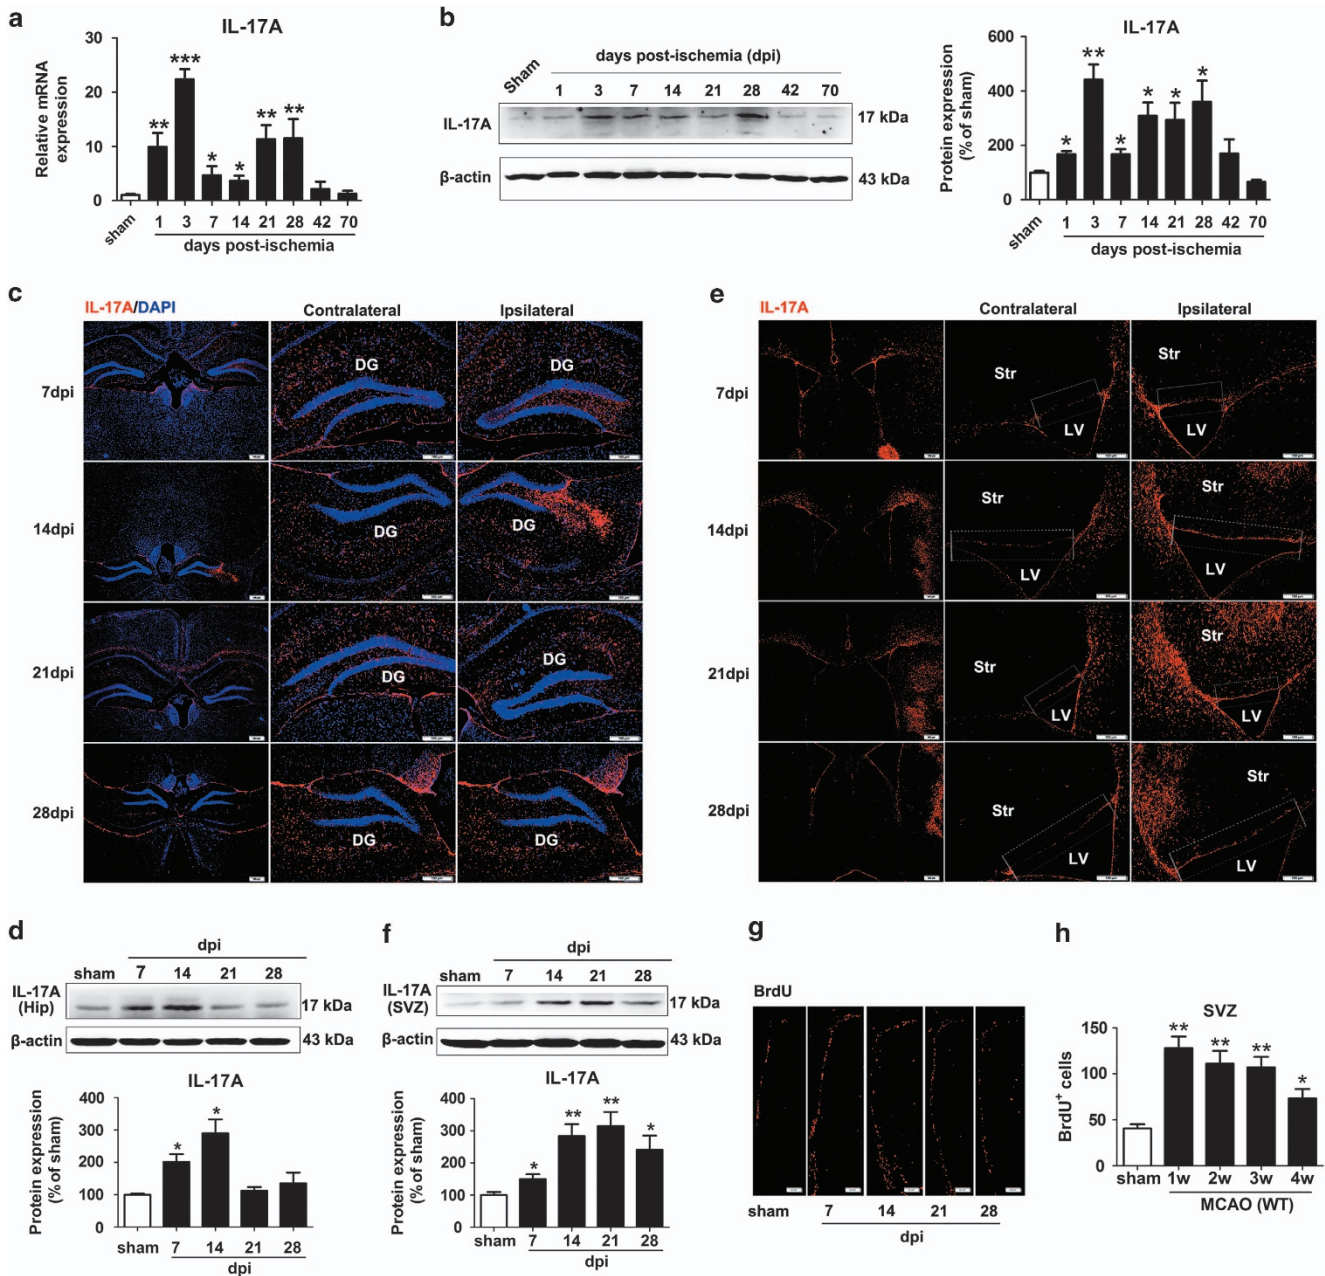 a
IL-17A
Relative mRNA
expression
30
20
10
0
***
**
*
*
**
**
sham
1 3 7 14 21 28 42 70
days post-ischemia
b
days post-ischemia (dpi)
Sham 1 3 7 14 21 28 42 70
IL-17A
17 kDa
β-actin
43 kDa
IL-17A
Protein expression
(% of sham)
600
400
200
0
*
**
*
*
*
*
sham
1 3 7 14 21 28 42 70
days post-ischemia
c
IL-17A/DAPI
Contralateral
Ipsilateral
7dpi
DG
DG
14dpi
DG
DG
21dpi
DG
DG
28dpi
DG
DG
e
IL-17A
Contralateral
Ipsilateral
7dpi
Str
LV
Str
LV
14dpi
Str
LV
Str
LV
21dpi
Str
LV
Str
LV
28dpi
Str
LV
Str
LV
d
dpi
sham 7 14 21 28
IL-17A
(Hip)
17 kDa
β-actin
43 kDa
IL-17A
Protein expression
(% of sham)
400
300
200
100
0
*
*
sham 7 14 21 28
dpi
f
dpi
sham 7 14 21 28
IL-17A
(SVZ)
17 kDa
β-actin
43 kDa
IL-17A
Protein expression
(% of sham)
400
300
200
100
0
*
**
**
*
sham 7 14 21 28
dpi
g
BrdU
sham 7 14 21 28
dpi
h
SVZ
BrdU+ cells
150
100
50
0
**
**
**
*
sham 1w 2w 3w 4w
MCAO (WT)